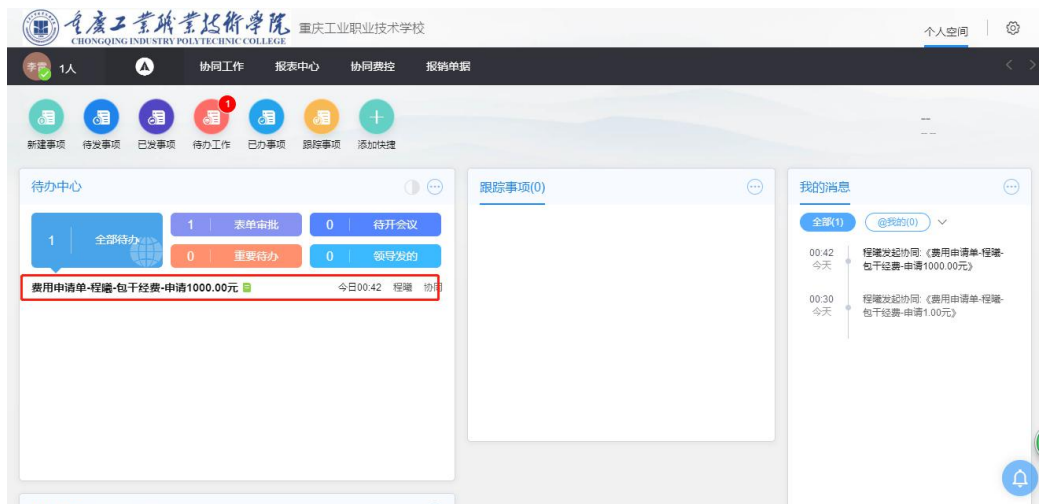 重庆工业职业技术学院 重庆工业职业技术学校
CHONGQING INDUSTRY POLYTECHNIC COLLEGE
个人空间
李雪 1人 协同工作 报表中心 协同费控 报销单据
1
新建事项 待发事项 已发事项 待办工作 已办事项 跟踪事项 添加快捷
--
-- --
待办中心
1 全部待办
1 表单审批
0 待开会议
0 重要待办
0 领导发的
费用申请单-程曦-包干经费-申请1000.00元 今日00:42 程曦 协同
跟踪事项(0)
我的消息
全部(1) @我的(0)
00:42 程曦发起协同:《费用申请单-程曦-
今天 包干经费-申请1000.00元》
00:30 程曦发起协同:《费用申请单-程曦-
今天 包干经费-申请1.00元》